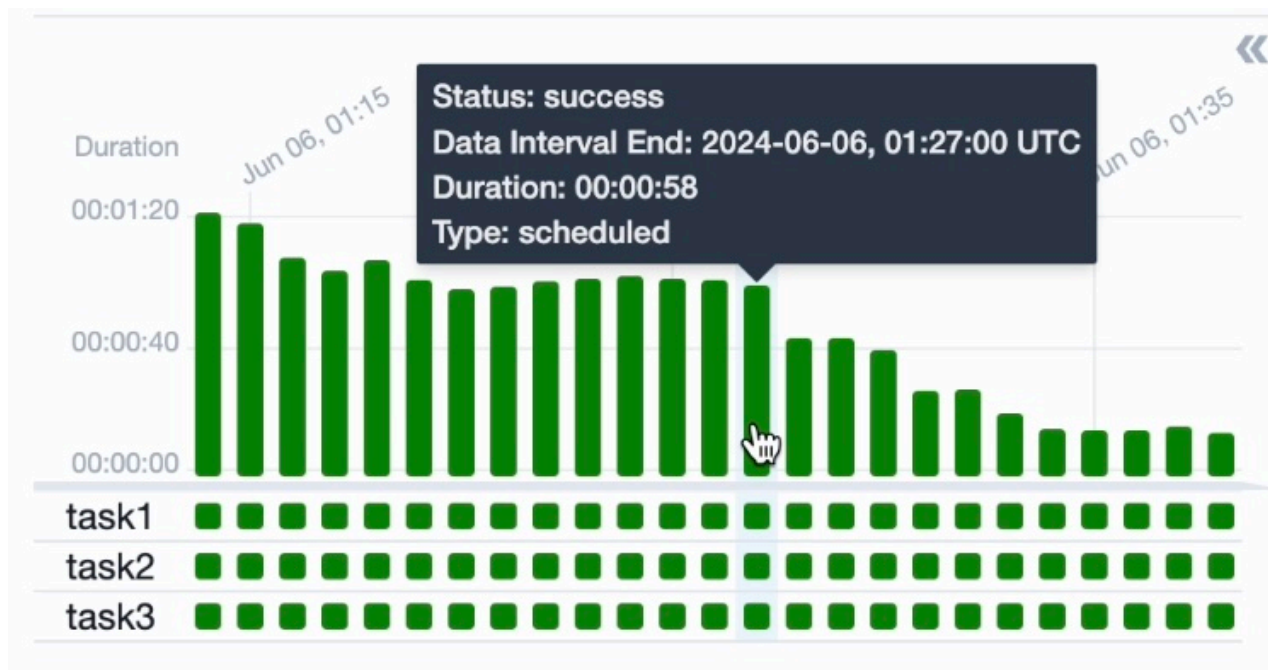 Status: success
Data Interval End: 2024-06-06, 01:27:00 UTC
Duration: 00:00:58
Type: scheduled
Duration
Jun 06, 01:15
un 06, 01:35
00:01:20
00:00:40
00:00:00
task1
task2
task3